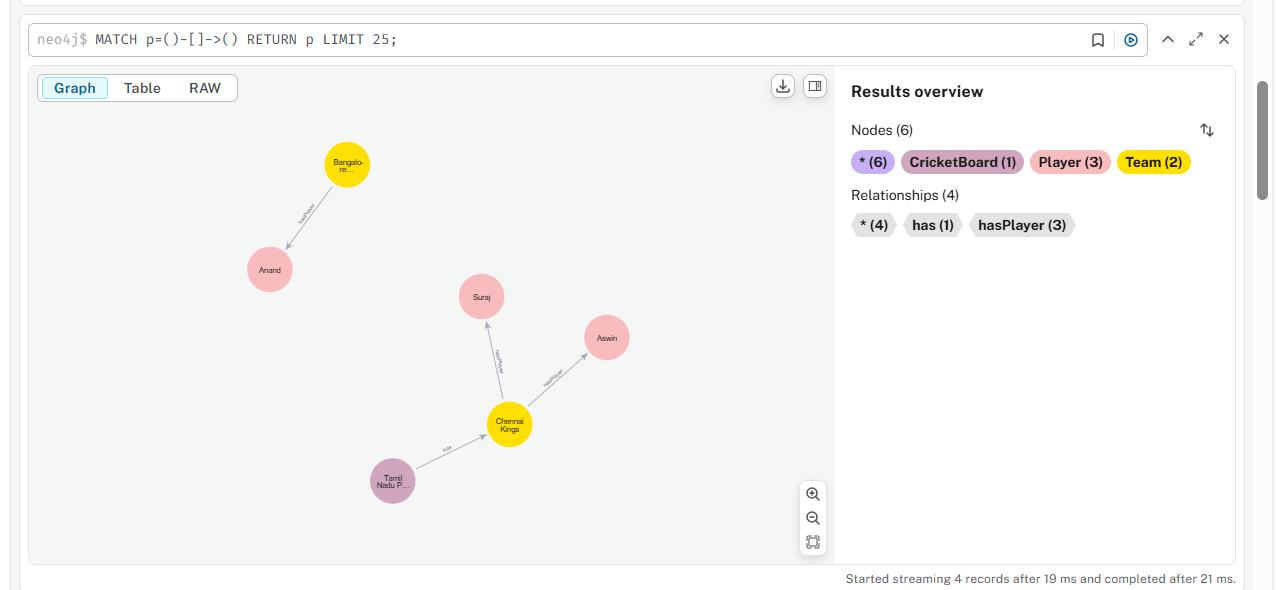 neo4j$ MATCH p=()-[]->() RETURN p LIMIT 25;
Graph Table RAW
Results overview
Nodes (6)
* (6) CricketBoard (1) Player (3) Team (2)
Relationships (4)
* (4) has (1) hasPlayer (3)
Bangalo-
re...
hasPlayer
Anand
Suraj
Aswin
hasPlayer
hasPlayer
Chennai
Kings
has
Tamil
Nadu P...
Started streaming 4 records after 19 ms and completed after 21 ms.